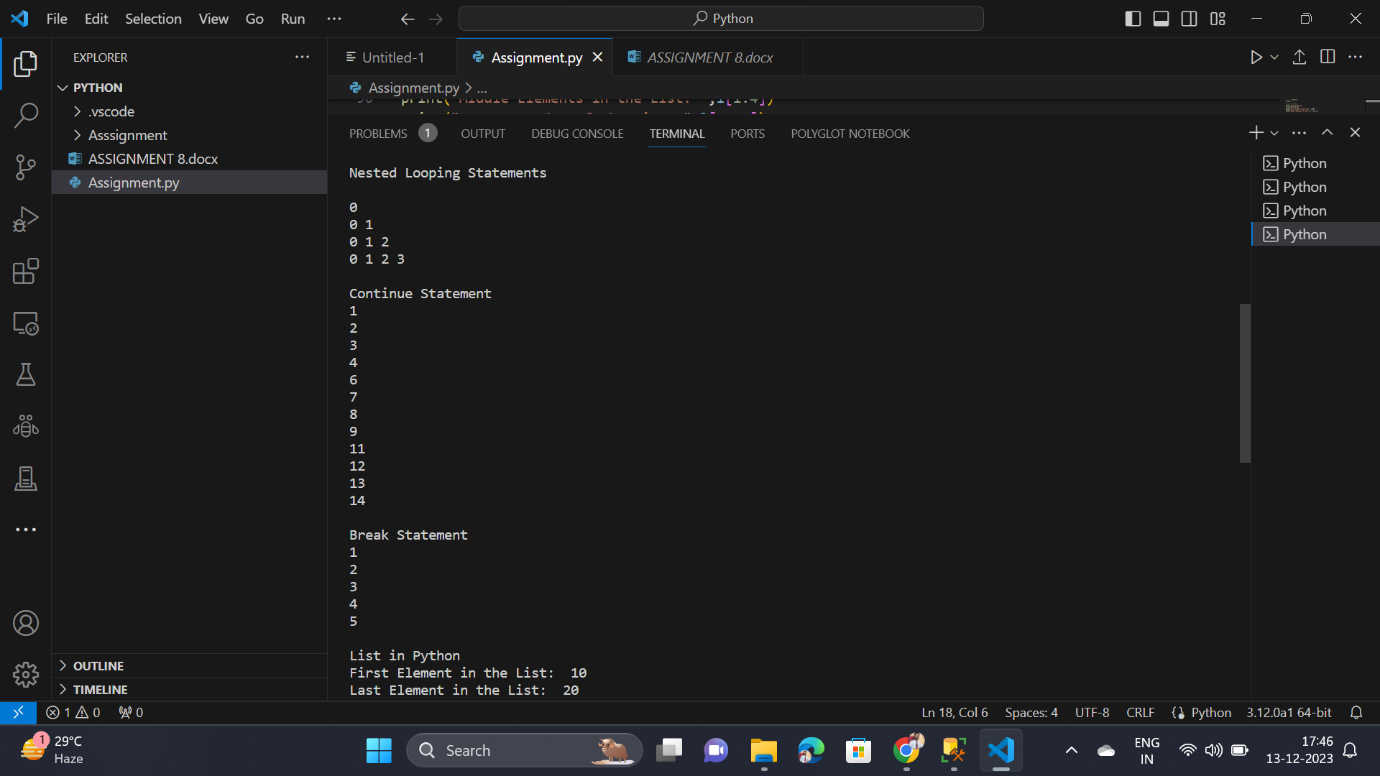 File Edit Selection View Go Run
Python
EXPLORER
Untitled-1
Assignment.py
ASSIGNMENT 8.docx
PYTHON
.vscode
Asssignment
ASSIGNMENT 8.docx
Assignment.py
Assignment.py > ...
PROBLEMS 1 OUTPUT DEBUG CONSOLE TERMINAL PORTS POLYGLOT NOTEBOOK
Nested Looping Statements
0
0 1
0 1 2
0 1 2 3
Continue Statement
1
2
3
4
6
7
8
9
11
12
13
14
Break Statement
1
2
3
4
5
List in Python
First Element in the List:  10
Last Element in the List:  20
Python
Python
Python
Python
OUTLINE
TIMELINE
1 0 0
Ln 18, Col 6 Spaces: 4 UTF-8 CRLF Python 3.12.0a1 64-bit
1
29°C
Haze
Search
ENG
IN
17:46
13-12-2023